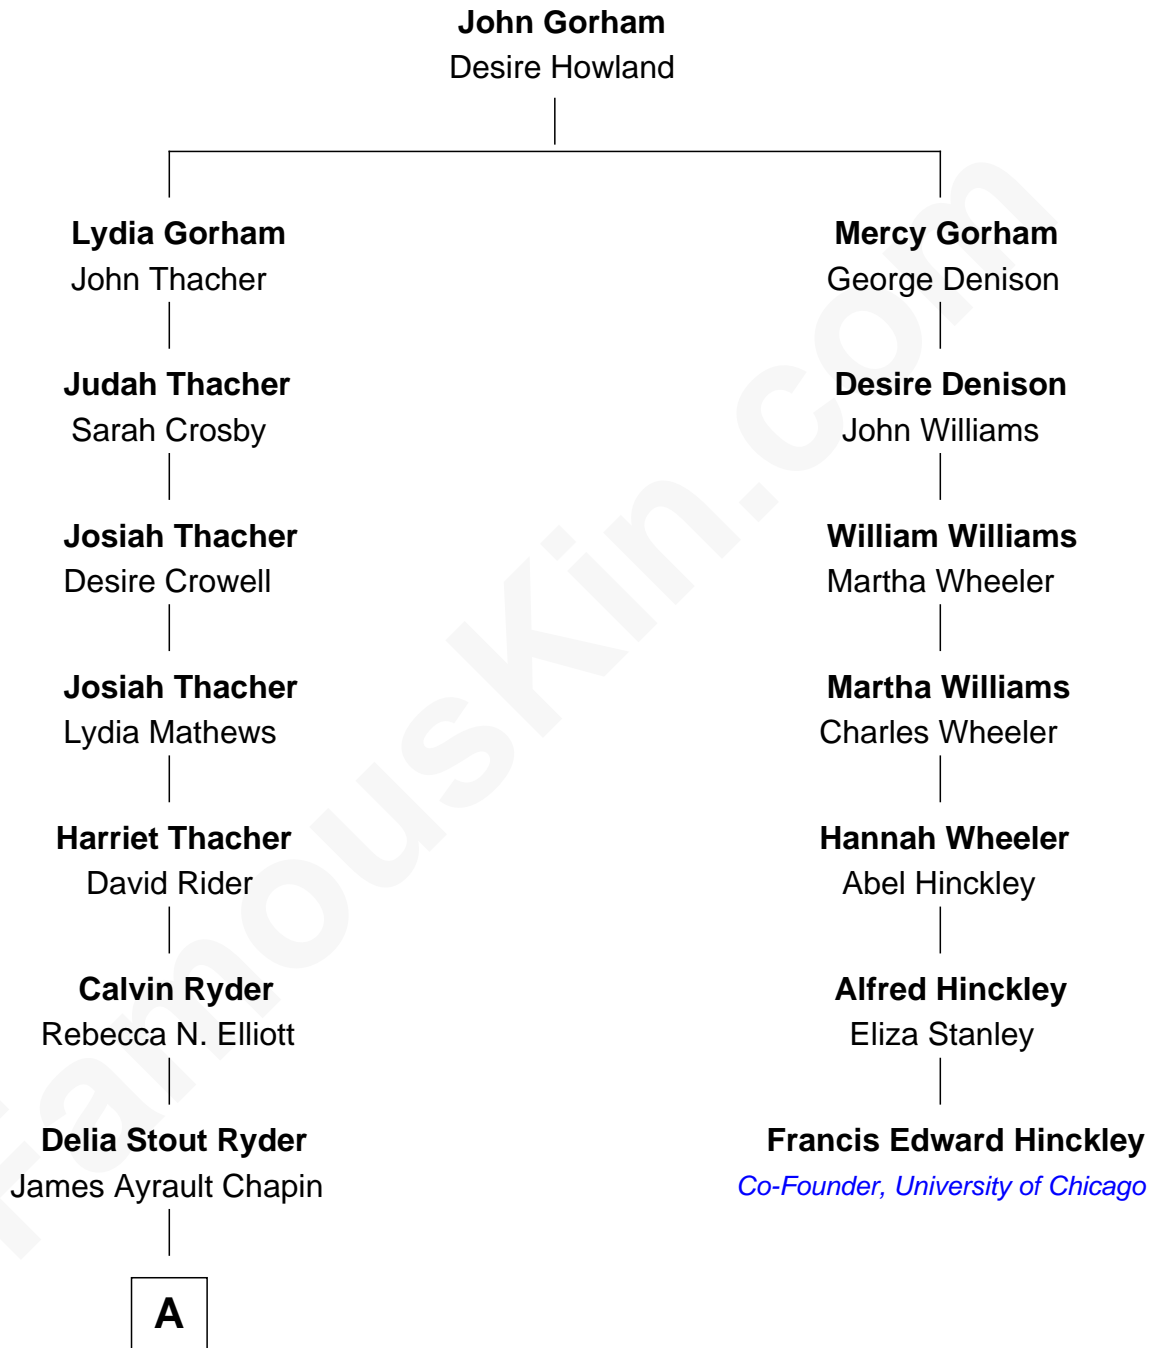 John Gorham
Desire Howland
Lydia Gorham
John Thacher
Mercy Gorham
George Denison
Judah Thacher
Sarah Crosby
Desire Denison
John Williams
Josiah Thacher
Desire Crowell
William Williams
Martha Wheeler
Josiah Thacher
Lydia Mathews
Martha Williams
Charles Wheeler
Harriet Thacher
David Rider
Hannah Wheeler
Abel Hinckley
Calvin Ryder
Rebecca N. Elliott
Alfred Hinckley
Eliza Stanley
Delia Stout Ryder
James Ayrault Chapin
Francis Edward Hinckley
Co-Founder, University of Chicago
A
FamousKin.com